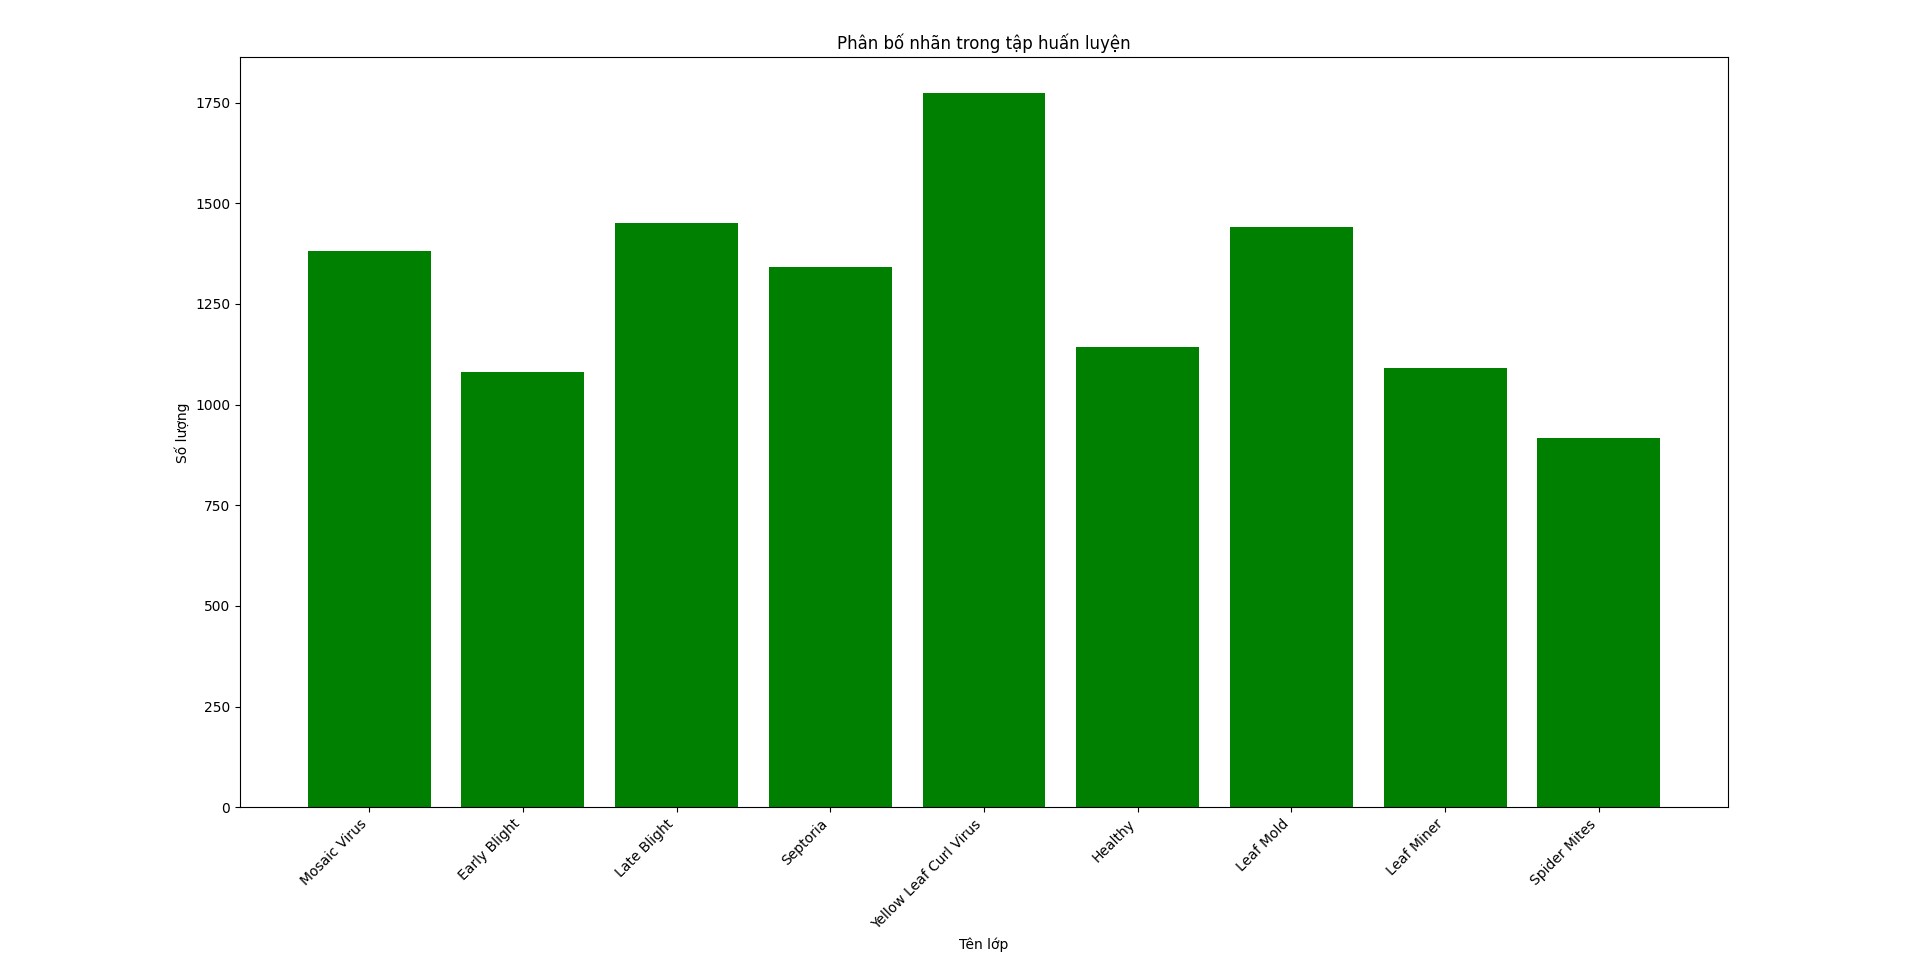 Phân bố nhãn trong tập huấn luyện
Số lượng
1750
1500
1250
1000
750
500
250
0
Mosaic Virus
Early Blight
Late Blight
Septoria
Yellow Leaf Curl Virus
Healthy
Leaf Mold
Leaf Miner
Spider Mites
Tên lớp